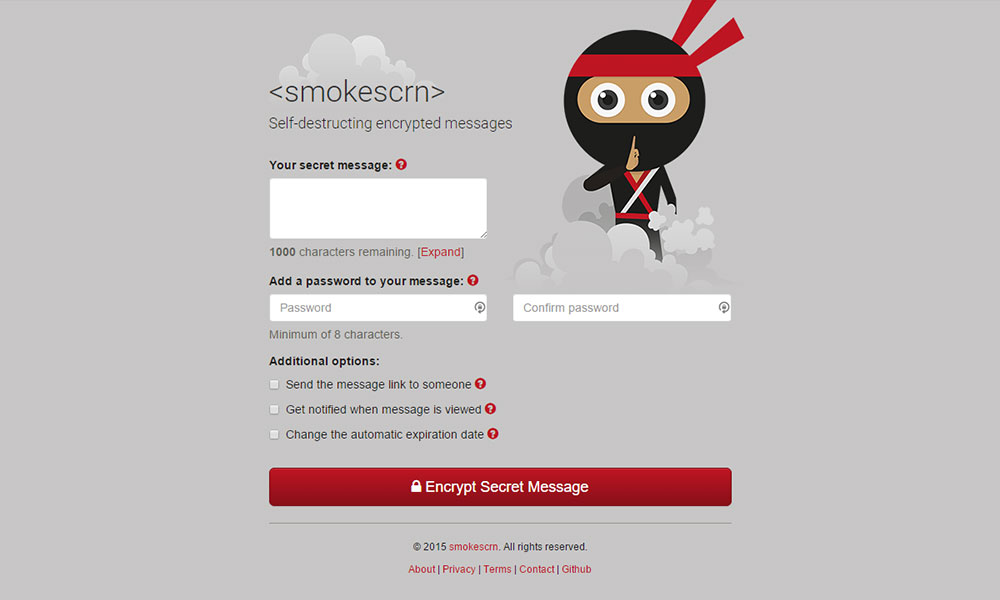 <smokescrn>
Self-destructing encrypted messages
Your secret message:
1000 characters remaining. [Expand]
Add a password to your message:
Password
Confirm password
Minimum of 8 characters.
Additional options:
Send the message link to someone
Get notified when message is viewed
Change the automatic expiration date
Encrypt Secret Message
© 2015 smokescrn. All rights reserved.
About | Privacy | Terms | Contact | Github